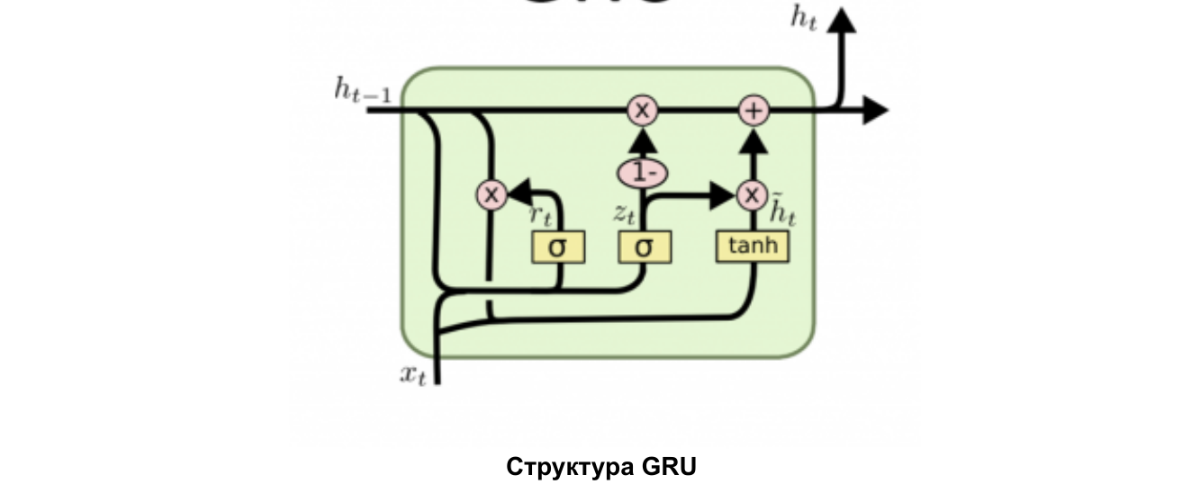 h_t
h_{t-1}
x + 
1-
x x
r_t z_t h̃_t
σ σ tanh
x_t
Структура GRU